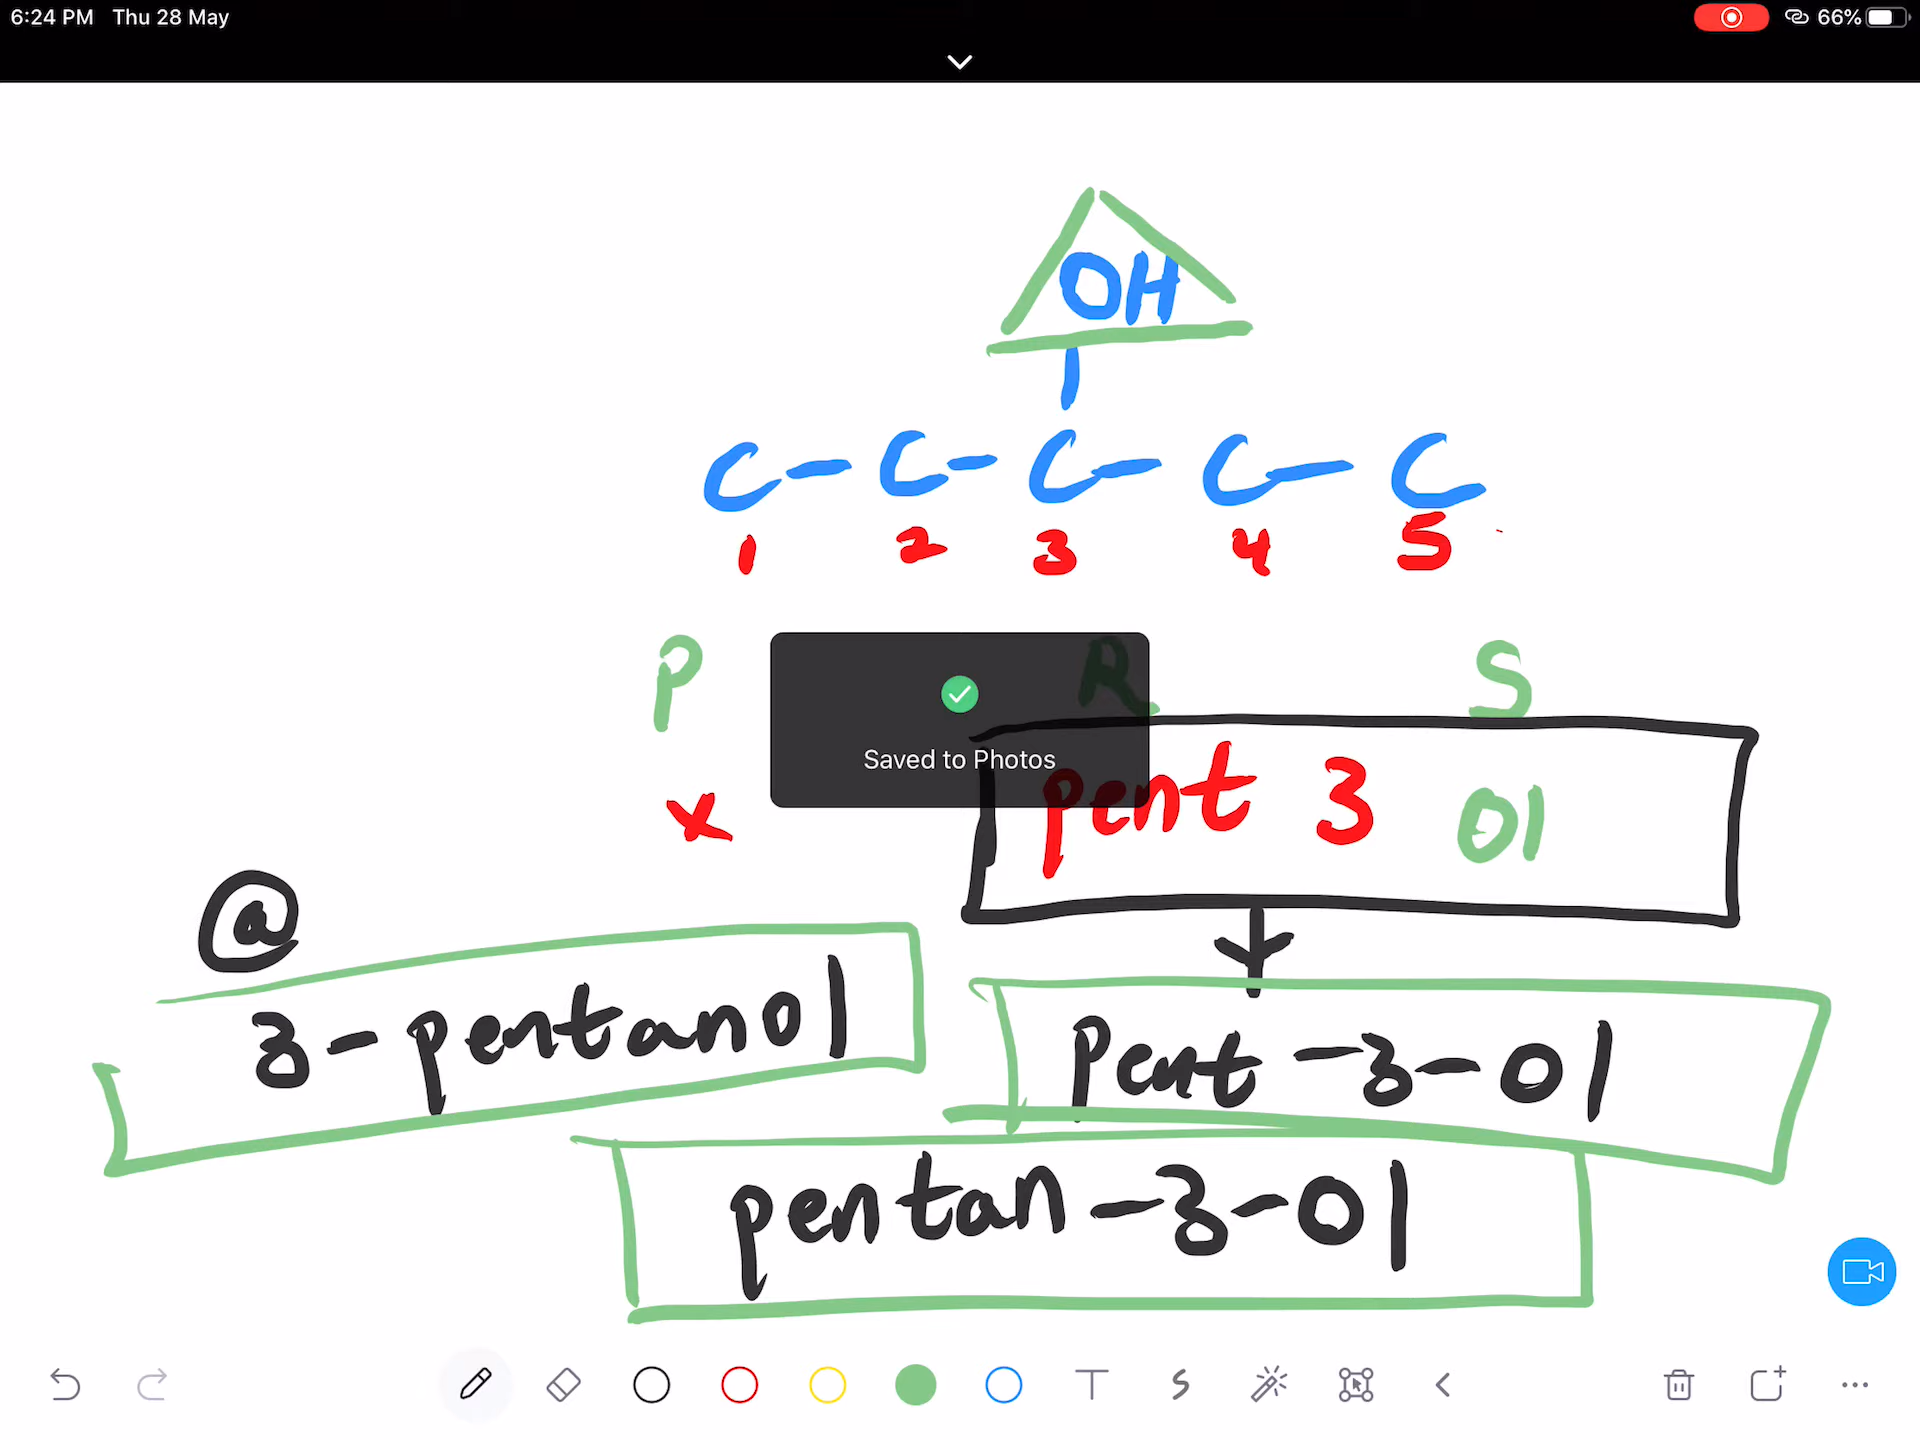 6:24 PM Thu 28 May 66%
OH
C - C - C - C - C
1 2 3 4 5
P R S
Saved to Photos
x pent 3 ol
@
3-pentanol
Pent-3-ol
pentan-3-ol
T